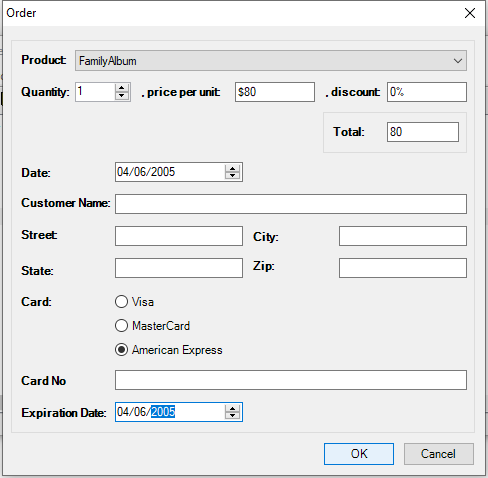 Order
Product: FamilyAlbum
Quantity: 1 , price per unit: $80 , discount: 0%
Total: 80
Date: 04/06/2005
Customer Name:
Street: City:
State: Zip:
Card: Visa
MasterCard
American Express
Card No
Expiration Date: 04/06/2005
OK Cancel